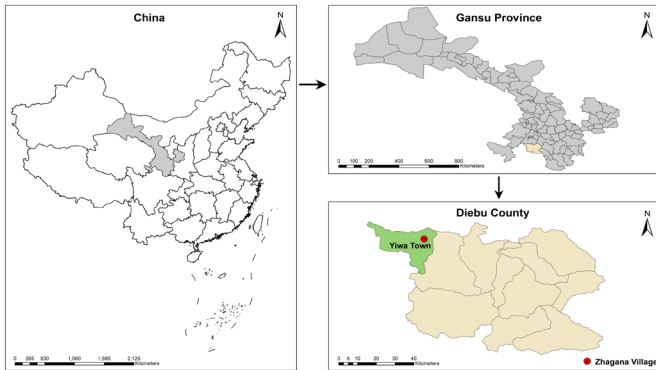 China
N
0 265 530 1,060 1,590 2,120
Kilometers
Gansu Province
N
0 100 200 400 600 800
Kilometers
Diebu County
N
Yiwa Town
0 5 10 20 30 40
Kilometers
Zhagana Village